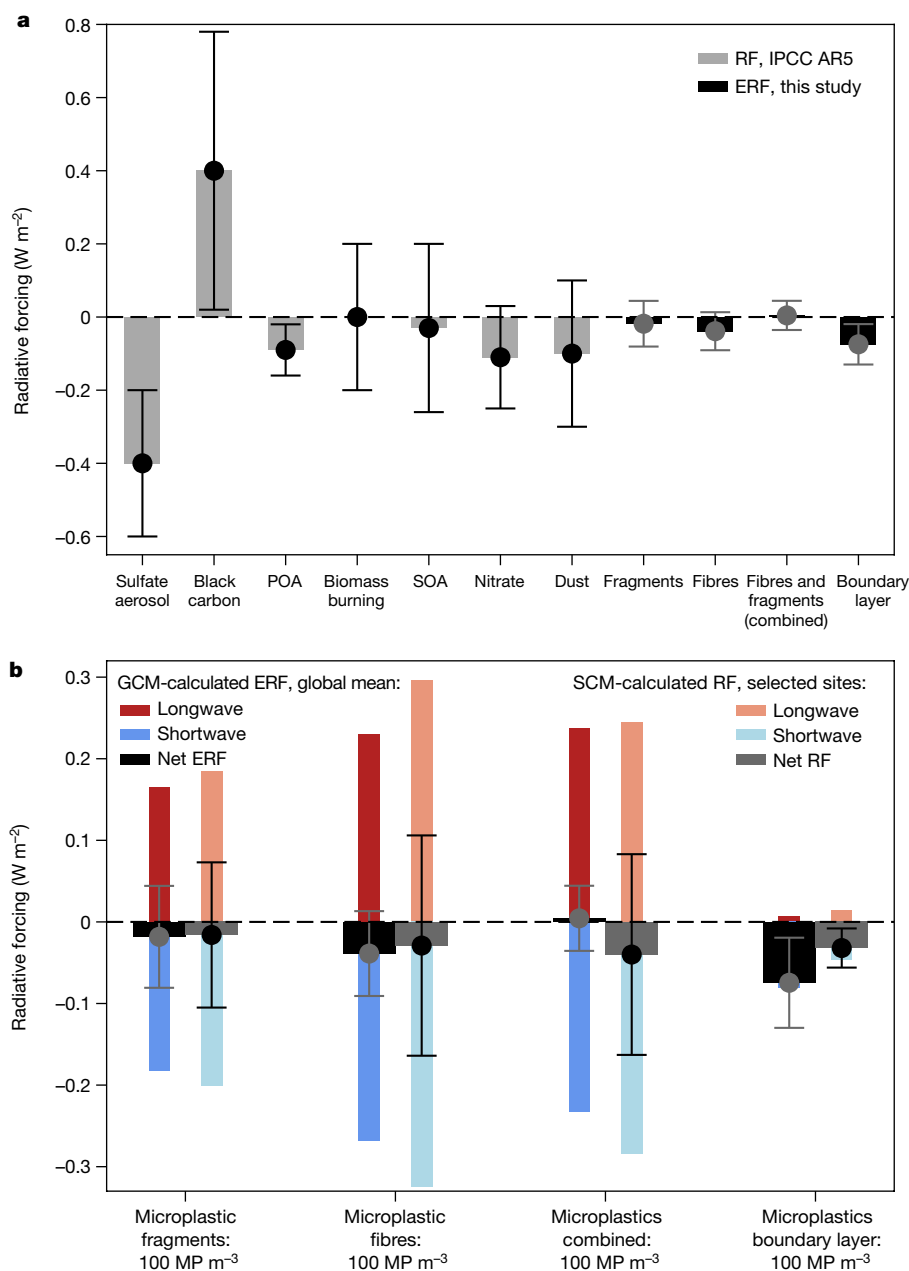 a
0.8
0.6
0.4
0.2
0
–0.2
–0.4
–0.6
Radiative forcing (W m⁻²)
RF, IPCC AR5
ERF, this study
Sulfate
aerosol
Black
carbon
POA
Biomass
burning
SOA
Nitrate
Dust
Fragments
Fibres
Fibres and
fragments
(combined)
Boundary
layer
b
0.3
0.2
0.1
0
–0.1
–0.2
–0.3
Radiative forcing (W m⁻²)
GCM-calculated ERF, global mean:
Longwave
Shortwave
Net ERF
SCM-calculated RF, selected sites:
Longwave
Shortwave
Net RF
Microplastic
fragments:
100 MP m⁻³
Microplastic
fibres:
100 MP m⁻³
Microplastics
combined:
100 MP m⁻³
Microplastics
boundary layer:
100 MP m⁻³